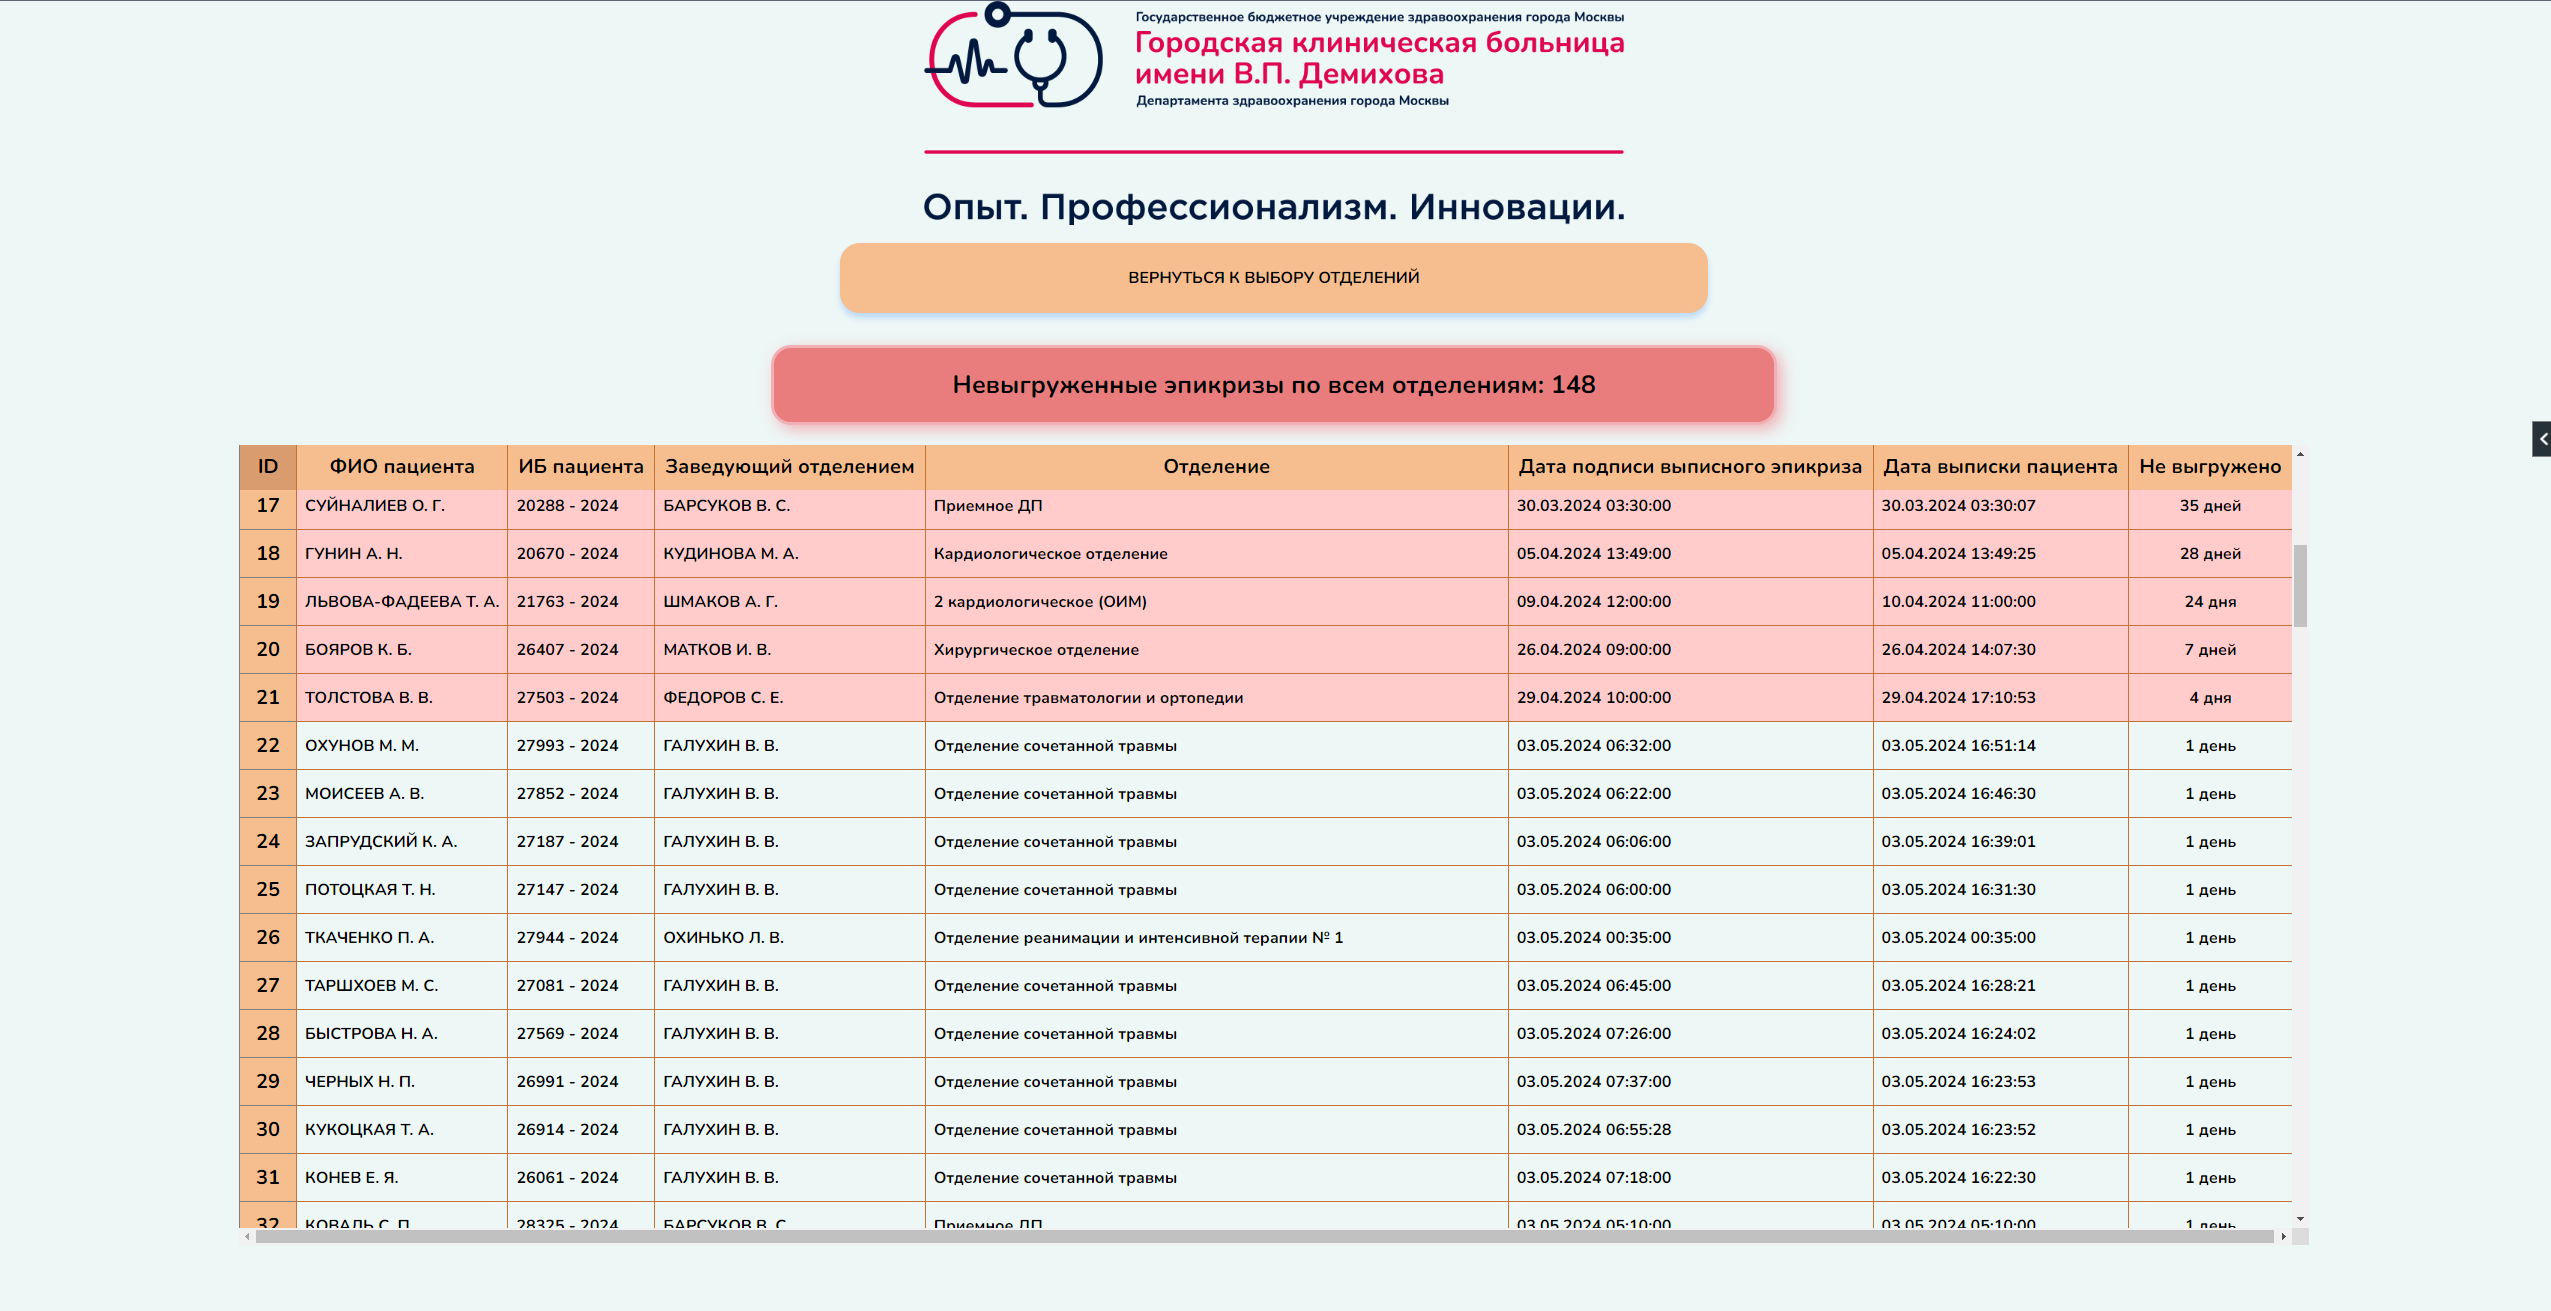 Государственное бюджетное учреждение здравоохранения города Москвы
Городская клиническая больница
имени В.П. Демихова
Департамента здравоохранения города Москвы
Опыт. Профессионализм. Инновации.
ВЕРНУТЬСЯ К ВЫБОРУ ОТДЕЛЕНИЙ
Невыгруженные эпикризы по всем отделениям: 148
ID ФИО пациента ИБ пациента Заведующий отделением Отделение Дата подписи выписного эпикриза Дата выписки пациента Не выгружено
17 СУЙНАЛИЕВ О. Г. 20288 - 2024 БАРСУКОВ В. С. Приемное ДП 30.03.2024 03:30:00 30.03.2024 03:30:07 35 дней
18 ГУНИН А. Н. 20670 - 2024 КУДИНОВА М. А. Кардиологическое отделение 05.04.2024 13:49:00 05.04.2024 13:49:25 28 дней
19 ЛЬВОВА-ФАДЕЕВА Т. А. 21763 - 2024 ШМАКОВ А. Г. 2 кардиологическое (ОИМ) 09.04.2024 12:00:00 10.04.2024 11:00:00 24 дня
20 БОЯРОВ К. Б. 26407 - 2024 МАТКОВ И. В. Хирургическое отделение 26.04.2024 09:00:00 26.04.2024 14:07:30 7 дней
21 ТОЛСТОВА В. В. 27503 - 2024 ФЕДОРОВ С. Е. Отделение травматологии и ортопедии 29.04.2024 10:00:00 29.04.2024 17:10:53 4 дня
22 ОХУНОВ М. М. 27993 - 2024 ГАЛУХИН В. В. Отделение сочетанной травмы 03.05.2024 06:32:00 03.05.2024 16:51:14 1 день
23 МОИСЕЕВ А. В. 27852 - 2024 ГАЛУХИН В. В. Отделение сочетанной травмы 03.05.2024 06:22:00 03.05.2024 16:46:30 1 день
24 ЗАПРУДСКИЙ К. А. 27187 - 2024 ГАЛУХИН В. В. Отделение сочетанной травмы 03.05.2024 06:06:00 03.05.2024 16:39:01 1 день
25 ПОТОЦКАЯ Т. Н. 27147 - 2024 ГАЛУХИН В. В. Отделение сочетанной травмы 03.05.2024 06:00:00 03.05.2024 16:31:30 1 день
26 ТКАЧЕНКО П. А. 27944 - 2024 ОХИНЬКО Л. В. Отделение реанимации и интенсивной терапии № 1 03.05.2024 00:35:00 03.05.2024 00:35:00 1 день
27 ТАРШХОЕВ М. С. 27081 - 2024 ГАЛУХИН В. В. Отделение сочетанной травмы 03.05.2024 06:45:00 03.05.2024 16:28:21 1 день
28 БЫСТРОВА Н. А. 27569 - 2024 ГАЛУХИН В. В. Отделение сочетанной травмы 03.05.2024 07:26:00 03.05.2024 16:24:02 1 день
29 ЧЕРНЫХ Н. П. 26991 - 2024 ГАЛУХИН В. В. Отделение сочетанной травмы 03.05.2024 07:37:00 03.05.2024 16:23:53 1 день
30 КУКОЦКАЯ Т. А. 26914 - 2024 ГАЛУХИН В. В. Отделение сочетанной травмы 03.05.2024 06:55:28 03.05.2024 16:23:52 1 день
31 КОНЕВ Е. Я. 26061 - 2024 ГАЛУХИН В. В. Отделение сочетанной травмы 03.05.2024 07:18:00 03.05.2024 16:22:30 1 день
32 КОВАЛЬ С. П. 28325 - 2024 БАРСУКОВ В. С. Приемное ДП 03.05.2024 05:10:00 03.05.2024 05:10:00 1 день